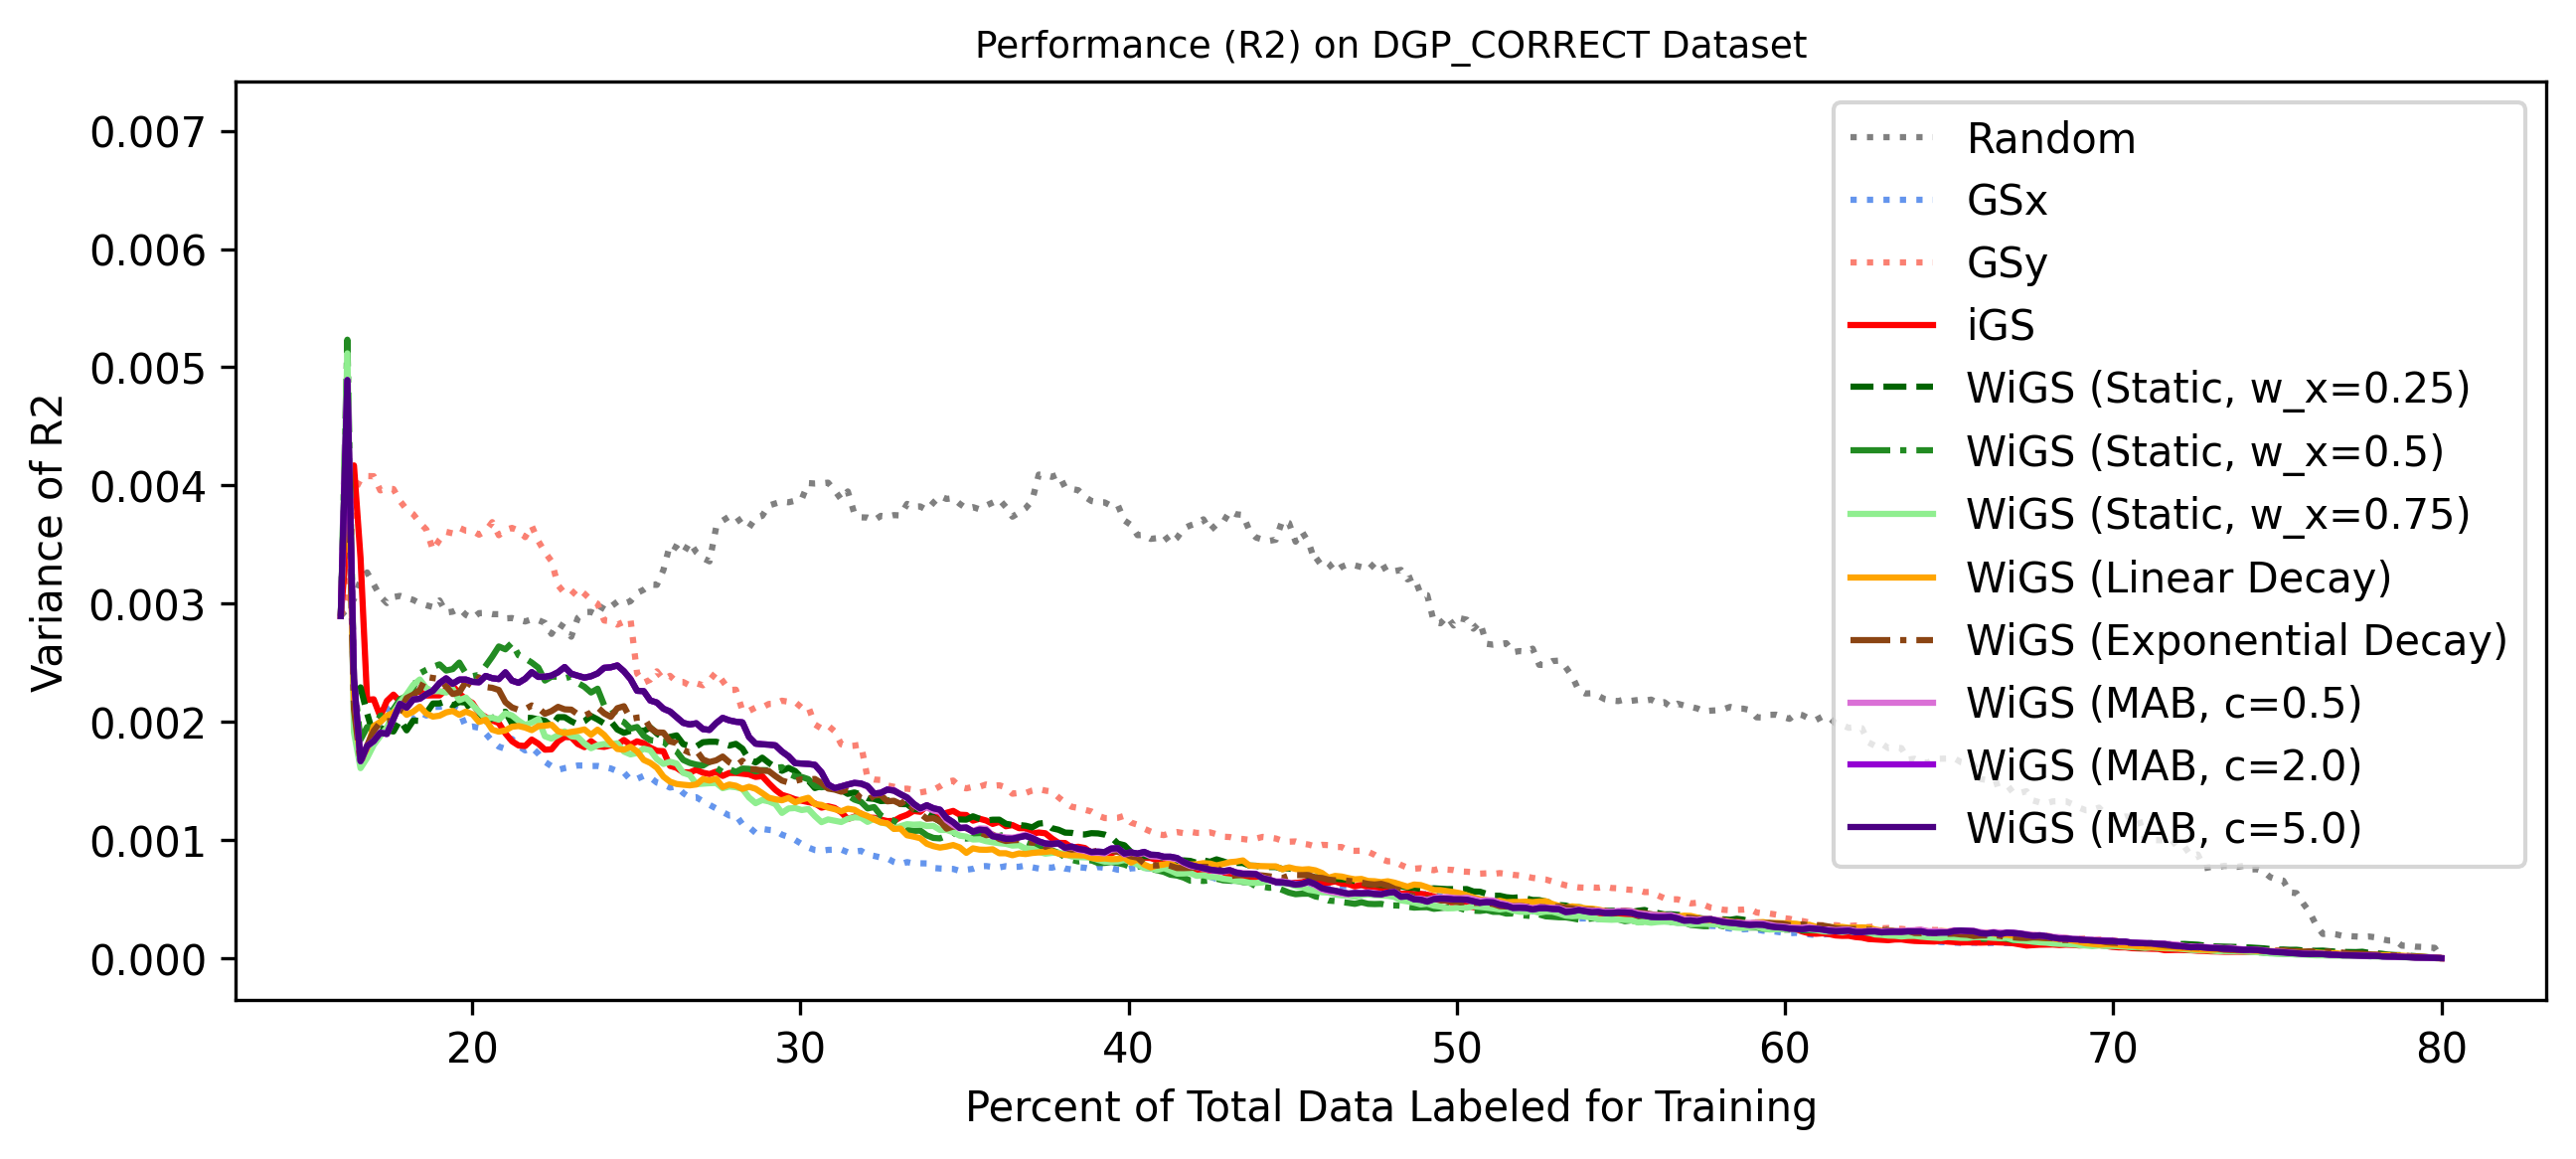 Performance (R2) on DGP_CORRECT Dataset
0.007
0.006
0.005
0.004
0.003
0.002
0.001
0.000
Variance of R2
20 30 40 50 60 70 80
Percent of Total Data Labeled for Training
Random
GSx
GSy
iGS
WiGS (Static, w_x=0.25)
WiGS (Static, w_x=0.5)
WiGS (Static, w_x=0.75)
WiGS (Linear Decay)
WiGS (Exponential Decay)
WiGS (MAB, c=0.5)
WiGS (MAB, c=2.0)
WiGS (MAB, c=5.0)